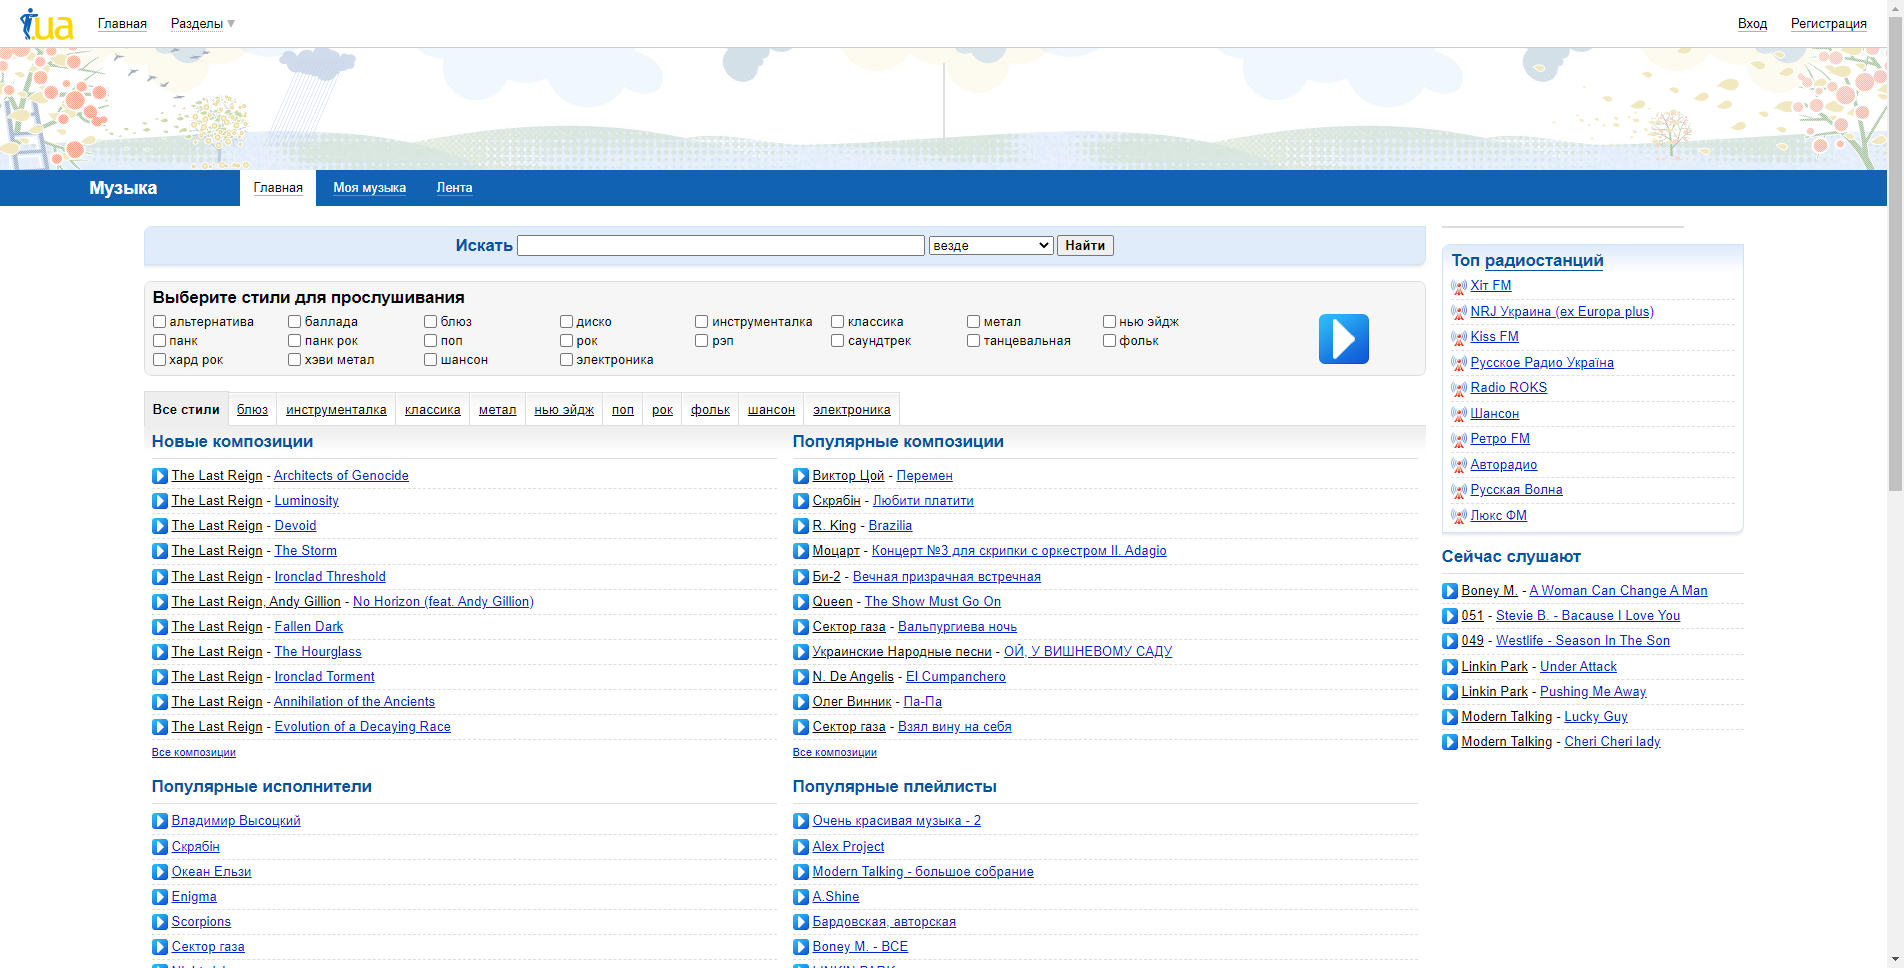 i.ua Главная Разделы Вход Регистрация
Музыка Главная Моя музыка Лента
Искать везде Найти
Выберите стили для прослушивания
альтернатива баллада блюз диско инструменталка классика метал нью эйдж
панк панк рок поп рок рэп саундтрек танцевальная фольк
хард рок хэви метал шансон электроника
Все стили блюз инструменталка классика метал нью эйдж поп рок фольк шансон электроника
Новые композиции
The Last Reign - Architects of Genocide
The Last Reign - Luminosity
The Last Reign - Devoid
The Last Reign - The Storm
The Last Reign - Ironclad Threshold
The Last Reign, Andy Gillion - No Horizon (feat. Andy Gillion)
The Last Reign - Fallen Dark
The Last Reign - The Hourglass
The Last Reign - Ironclad Torment
The Last Reign - Annihilation of the Ancients
The Last Reign - Evolution of a Decaying Race
Все композиции
Популярные композиции
Виктор Цой - Перемен
Скрябін - Любити платити
R. King - Brazilia
Моцарт - Концерт №3 для скрипки с оркестром II. Adagio
Би-2 - Вечная призрачная встречная
Queen - The Show Must Go On
Сектор газа - Вальпургиева ночь
Украинские Народные песни - ОЙ, У ВИШНЕВОМУ САДУ
N. De Angelis - El Cumpanchero
Олег Винник - Па-Па
Сектор газа - Взял вину на себя
Все композиции
Популярные исполнители
Владимир Высоцкий
Скрябін
Океан Ельзи
Enigma
Scorpions
Сектор газа
Популярные плейлисты
Очень красивая музыка - 2
Alex Project
Modern Talking - большое собрание
A.Shine
Бардовская, авторская
Boney M. - ВСЕ
LINKIN PARK
Топ радиостанций
Хіт FM
NRJ Украина (ex Europa plus)
Kiss FM
Русское Радио Україна
Radio ROKS
Шансон
Ретро FM
Авторадио
Русская Волна
Люкс ФМ
Сейчас слушают
Boney M. - A Woman Can Change A Man
051 - Stevie B. - Bacause I Love You
049 - Westlife - Season In The Son
Linkin Park - Under Attack
Linkin Park - Pushing Me Away
Modern Talking - Lucky Guy
Modern Talking - Cheri Cheri lady